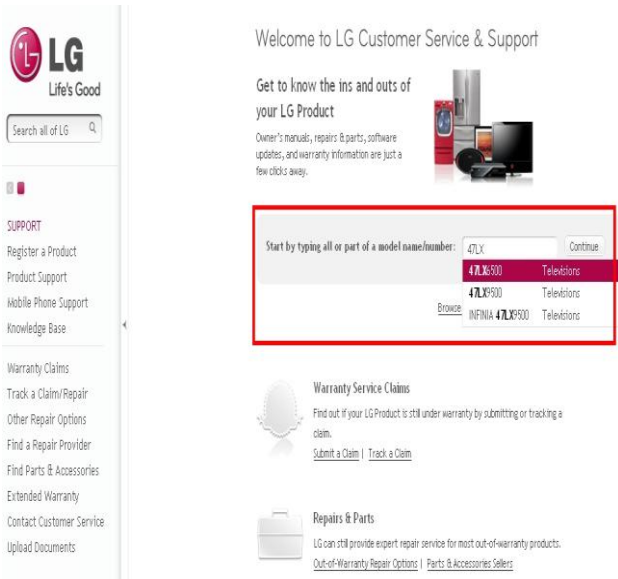 LG
Life's Good
Search all of LG
SUPPORT
Register a Product
Product Support
Mobile Phone Support
Knowledge Base
Warranty Claims
Track a Claim/Repair
Other Repair Options
Find a Repair Provider
Find Parts & Accessories
Extended Warranty
Contact Customer Service
Upload Documents
Welcome to LG Customer Service & Support
Get to know the ins and outs of
your LG Product
Owner's manuals, repairs & parts, software
updates, and warranty information are just a
few clicks away.
Start by typing all or part of a model name/number: 47LX Continue
47LX6500 Televisions
47LX9500 Televisions
Browse INFINIA 47LX9500 Televisions
Warranty Service Claims
Find out if your LG Product is still under warranty by submitting or tracking a
claim.
Submit a Claim | Track a Claim
Repairs & Parts
LG can still provide expert repair service for most out-of-warranty products.
Out-of-Warranty Repair Options | Parts & Accessories Sellers